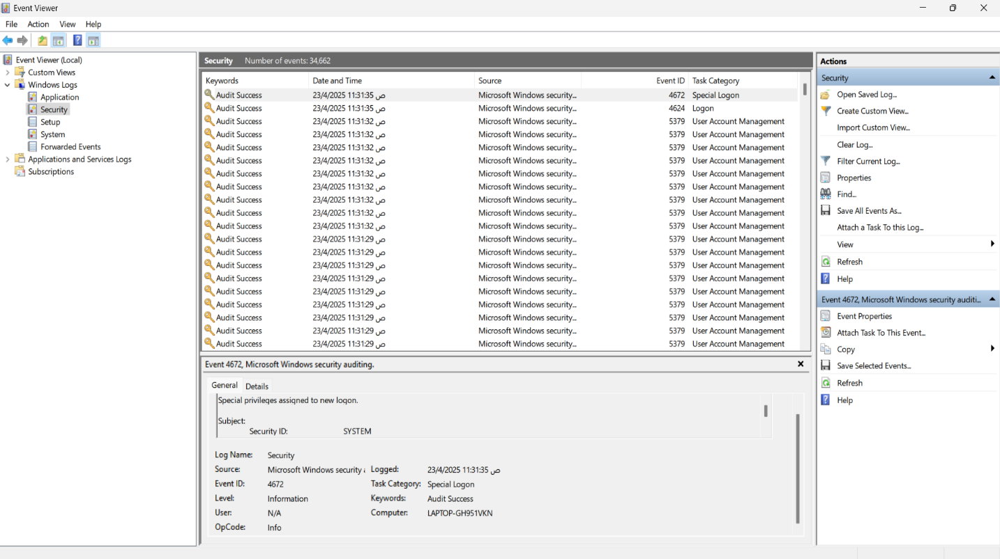 Event Viewer
File Action View Help
Event Viewer (Local)
Custom Views
Windows Logs
Application
Security
Setup
System
Forwarded Events
Applications and Services Logs
Subscriptions
Security Number of events: 34,662
Keywords Date and Time Source Event ID Task Category
Audit Success 23/4/2025 11:31:35 ص Microsoft Windows security... 4672 Special Logon
Audit Success 23/4/2025 11:31:35 ص Microsoft Windows security... 4624 Logon
Audit Success 23/4/2025 11:31:32 ص Microsoft Windows security... 5379 User Account Management
Audit Success 23/4/2025 11:31:32 ص Microsoft Windows security... 5379 User Account Management
Audit Success 23/4/2025 11:31:32 ص Microsoft Windows security... 5379 User Account Management
Audit Success 23/4/2025 11:31:32 ص Microsoft Windows security... 5379 User Account Management
Audit Success 23/4/2025 11:31:32 ص Microsoft Windows security... 5379 User Account Management
Audit Success 23/4/2025 11:31:32 ص Microsoft Windows security... 5379 User Account Management
Audit Success 23/4/2025 11:31:32 ص Microsoft Windows security... 5379 User Account Management
Audit Success 23/4/2025 11:31:32 ص Microsoft Windows security... 5379 User Account Management
Audit Success 23/4/2025 11:31:32 ص Microsoft Windows security... 5379 User Account Management
Audit Success 23/4/2025 11:31:29 ص Microsoft Windows security... 5379 User Account Management
Audit Success 23/4/2025 11:31:29 ص Microsoft Windows security... 5379 User Account Management
Audit Success 23/4/2025 11:31:29 ص Microsoft Windows security... 5379 User Account Management
Audit Success 23/4/2025 11:31:29 ص Microsoft Windows security... 5379 User Account Management
Audit Success 23/4/2025 11:31:29 ص Microsoft Windows security... 5379 User Account Management
Audit Success 23/4/2025 11:31:29 ص Microsoft Windows security... 5379 User Account Management
Audit Success 23/4/2025 11:31:29 ص Microsoft Windows security... 5379 User Account Management
Audit Success 23/4/2025 11:31:29 ص Microsoft Windows security... 5379 User Account Management
Audit Success 23/4/2025 11:31:29 ص Microsoft Windows security... 5379 User Account Management
Event 4672, Microsoft Windows security auditing.
General Details
Special privileges assigned to new logon.
Subject:
Security ID: SYSTEM
Log Name: Security
Source: Microsoft Windows security Logged: 23/4/2025 11:31:35 ص
Event ID: 4672 Task Category: Special Logon
Level: Information Keywords: Audit Success
User: N/A Computer: LAPTOP-GH951VKN
OpCode: Info
Actions
Security
Open Saved Log...
Create Custom View...
Import Custom View...
Clear Log...
Filter Current Log...
Properties
Find...
Save All Events As...
Attach a Task To this Log...
View
Refresh
Help
Event 4672, Microsoft Windows security auditi...
Event Properties
Attach Task To This Event...
Copy
Save Selected Events...
Refresh
Help